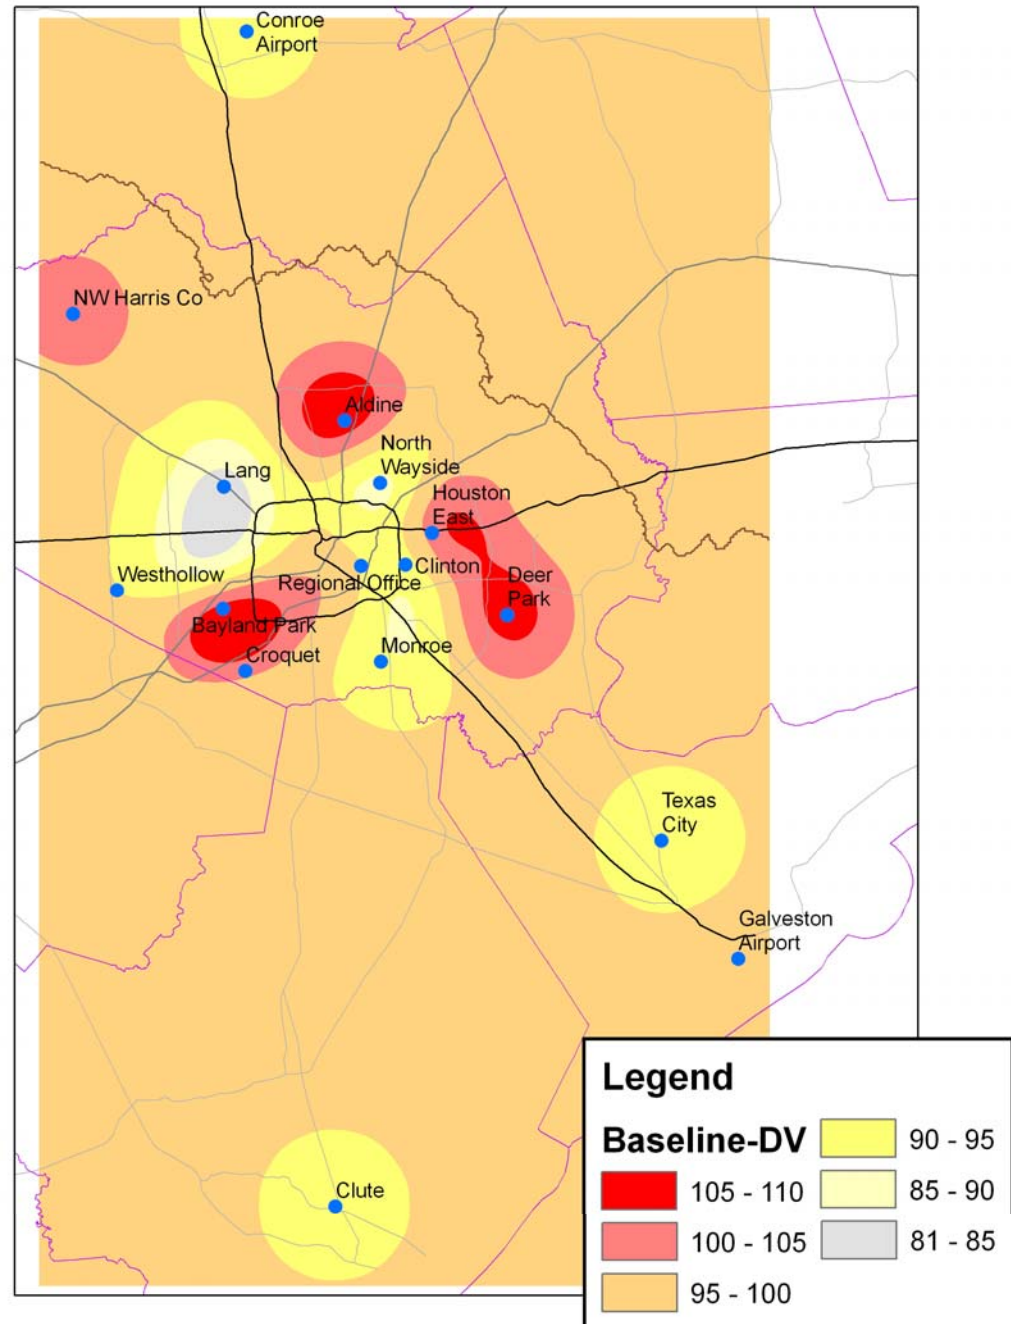 Conroe
Airport
NW Harris Co
Aldine
North
Wayside
Lang
Houston
East
Westhollow
Clinton
Regional Office
Deer
Park
Bayland Park
Croquet
Monroe
Texas
City
Galveston
Airport
Clute
Legend
Baseline-DV
105 - 110
100 - 105
95 - 100
90 - 95
85 - 90
81 - 85